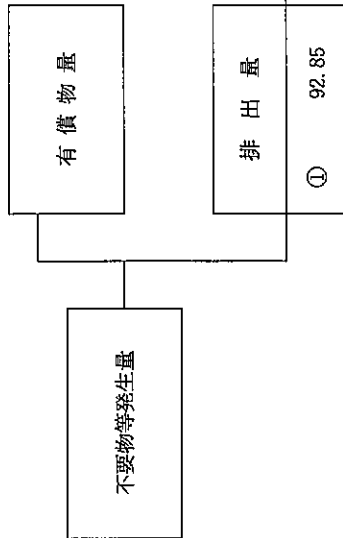 不要物等発生量
有償物量
排出量
① 92.85